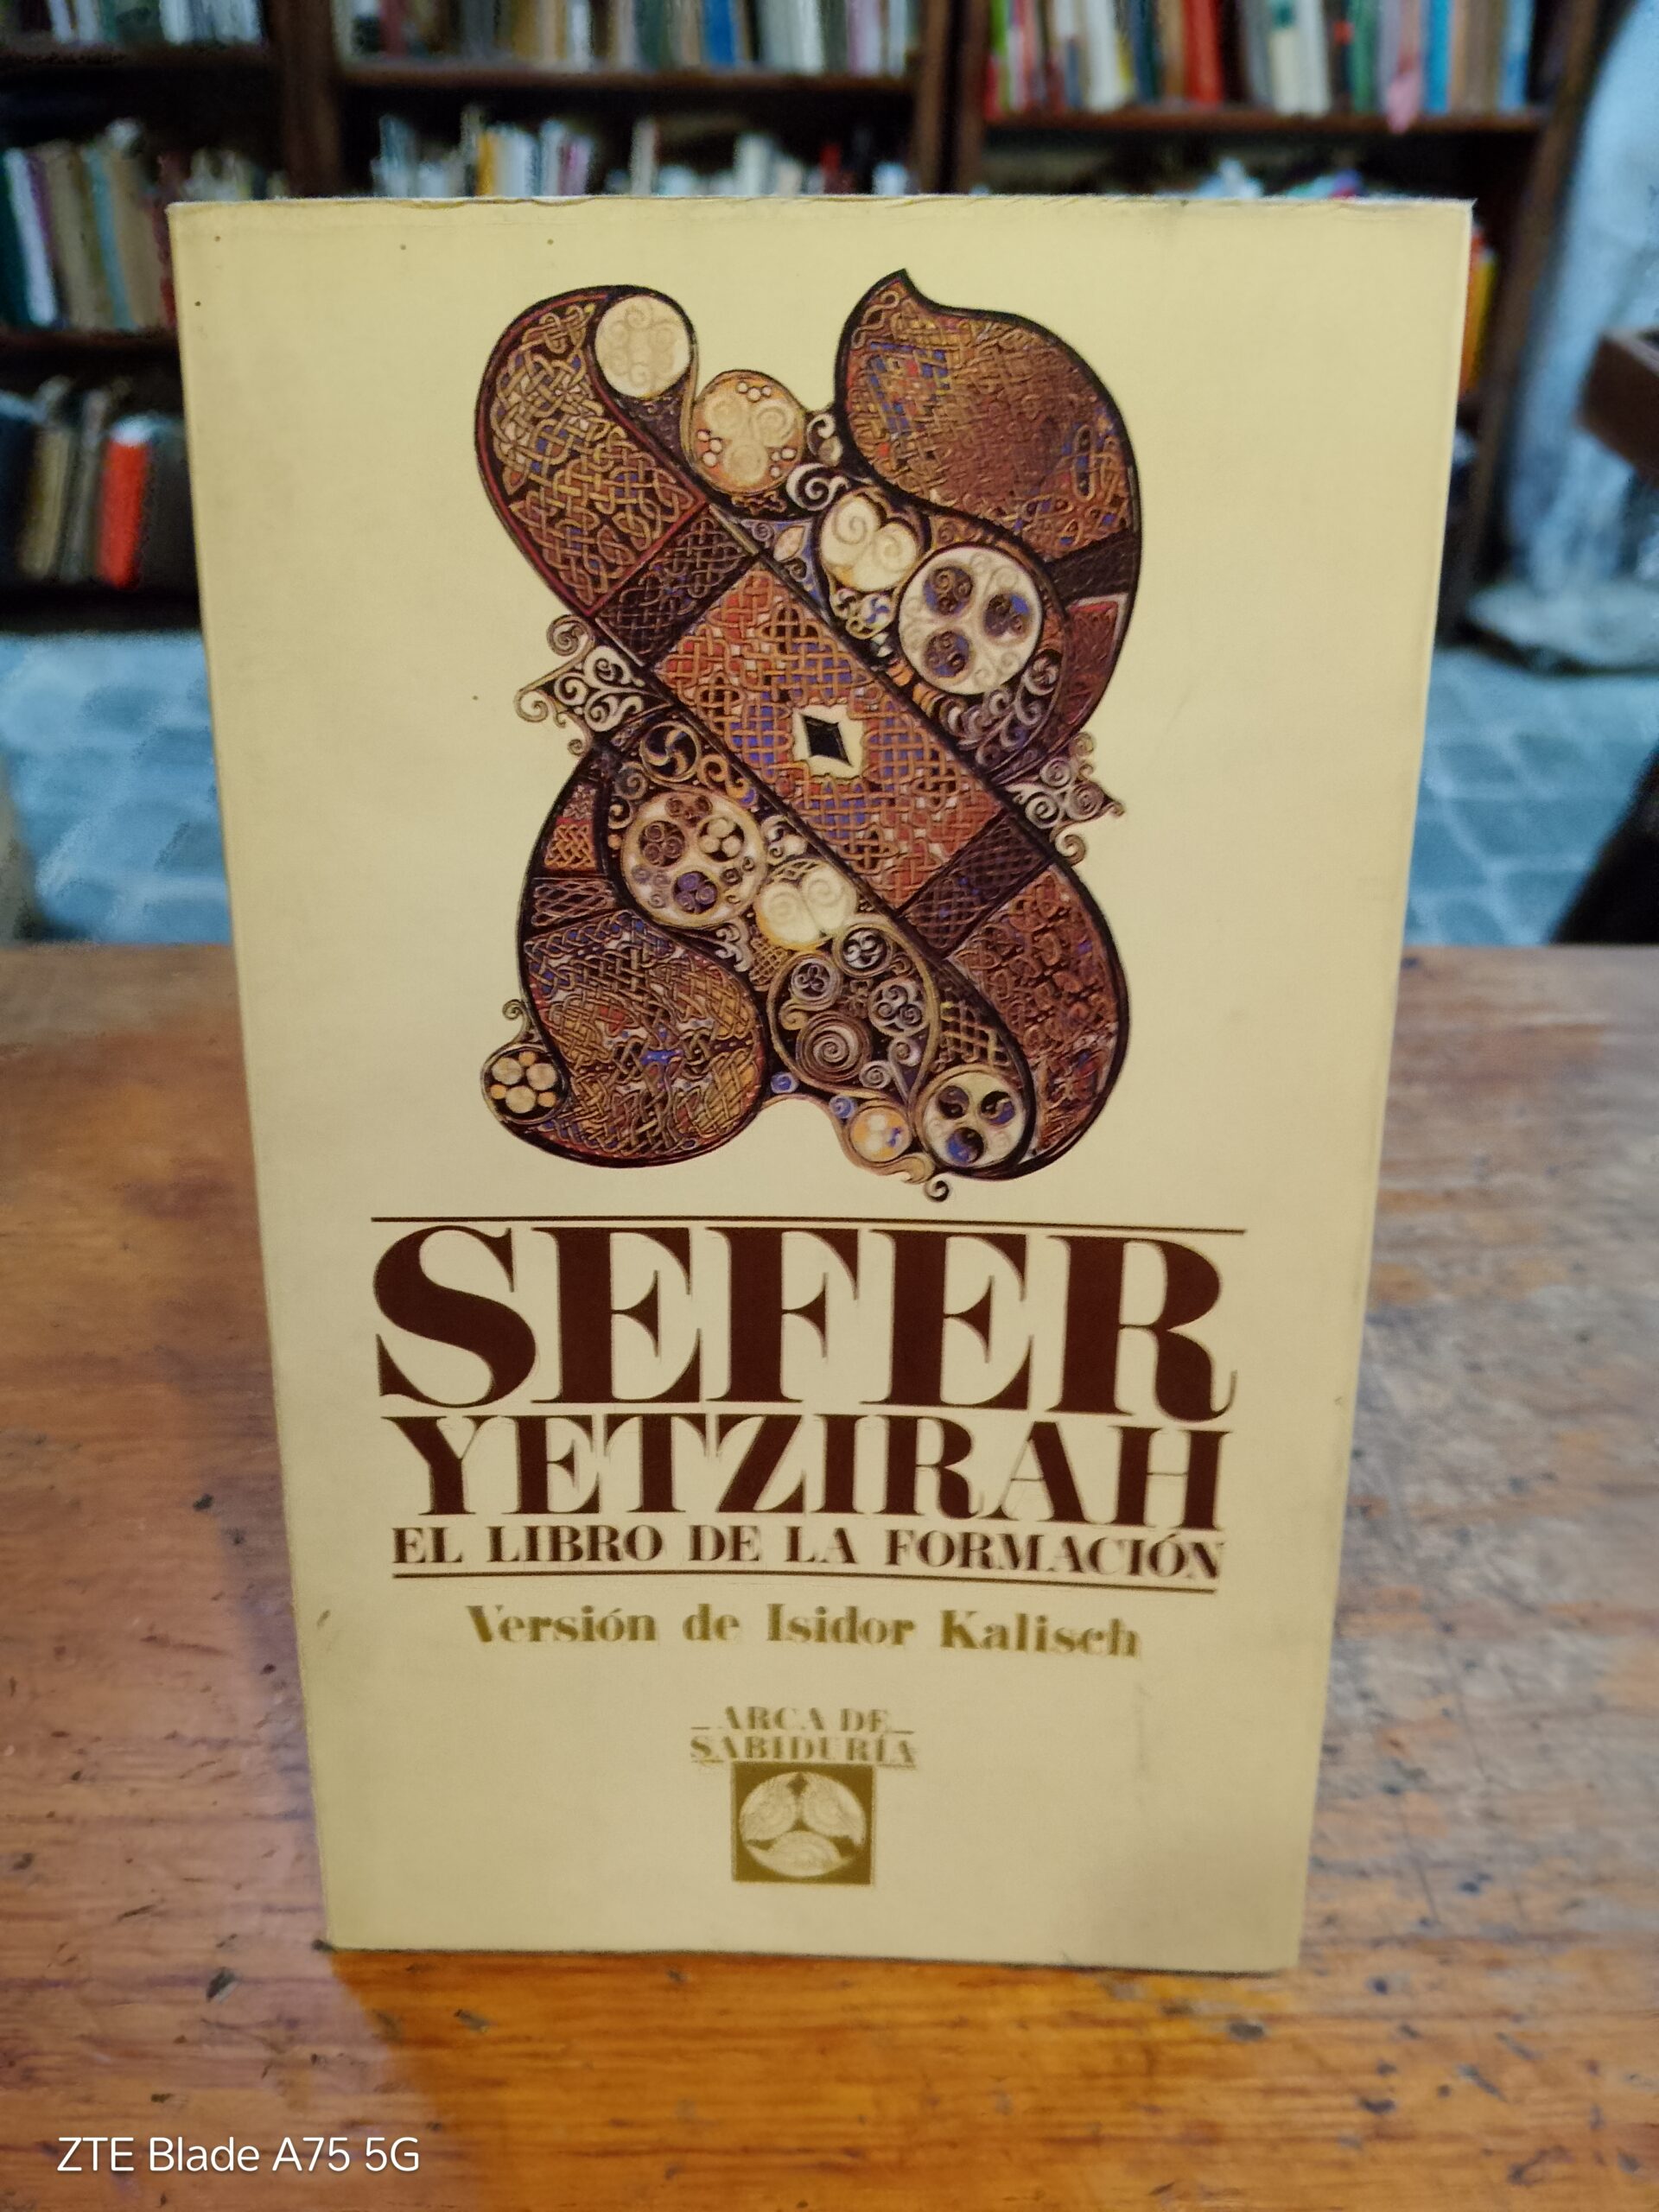 SEFER
YETZIRAH
EL LIBRO DE LA FORMACIÓN
Versión de Isidor Kalisch
ARCA DE
SABIDURÍA
ZTE Blade A75 5G